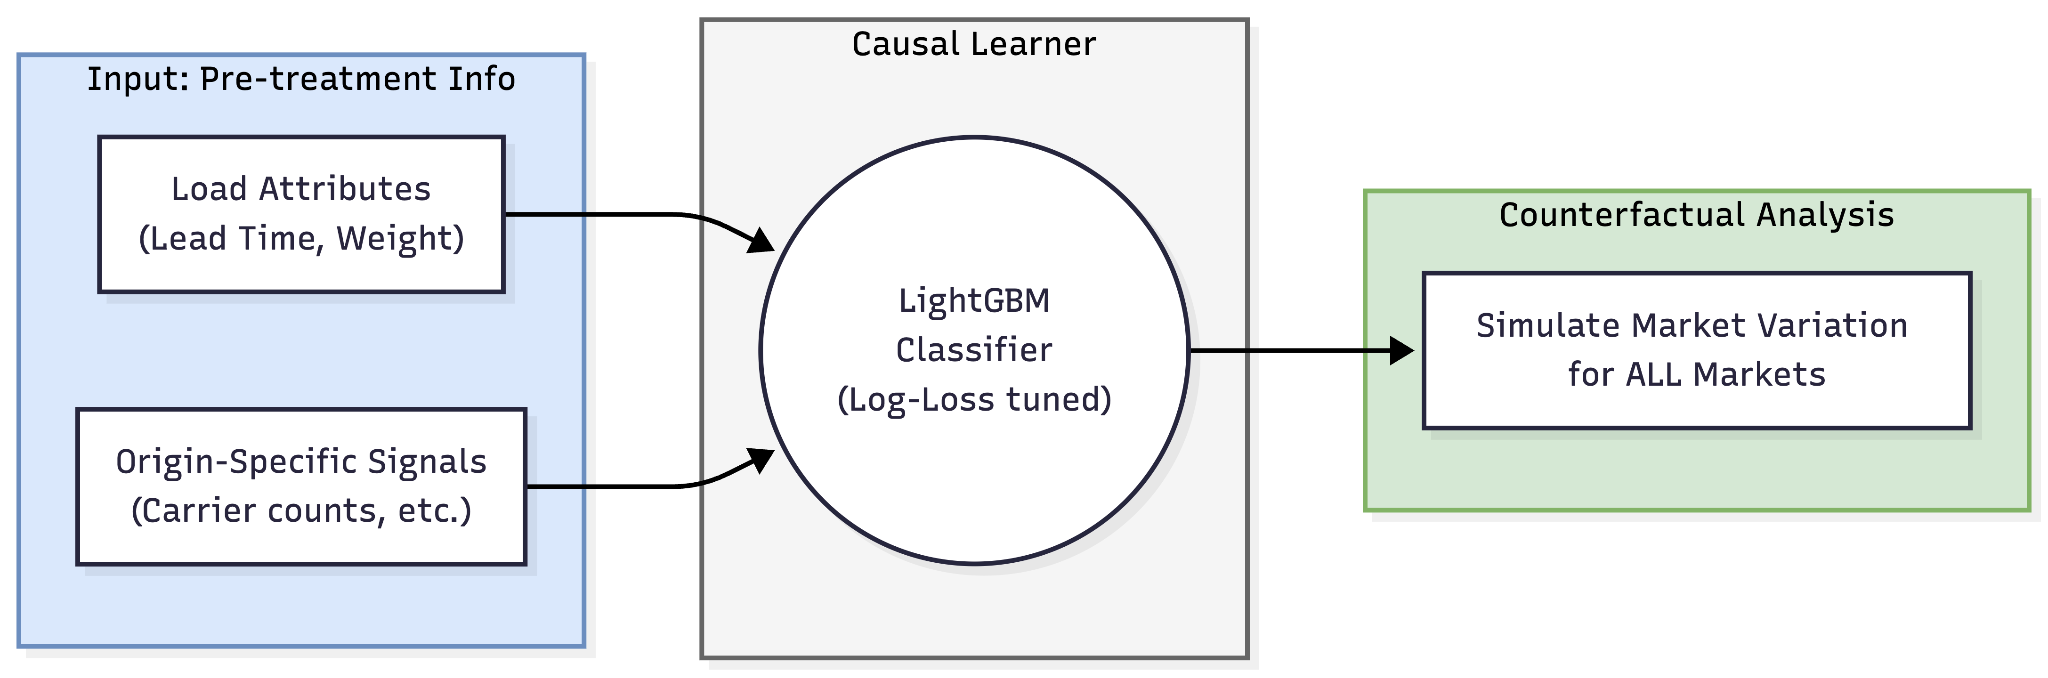 Input: Pre-treatment Info
Load Attributes
(Lead Time, Weight)
Origin-Specific Signals
(Carrier counts, etc.)
Causal Learner
LightGBM
Classifier
(Log-Loss tuned)
Counterfactual Analysis
Simulate Market Variation
for ALL Markets